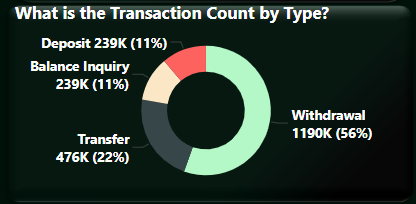 What is the Transaction Count by Type?
Deposit 239K (11%)
Balance Inquiry
239K (11%)
Withdrawal
1190K (56%)
Transfer
476K (22%)